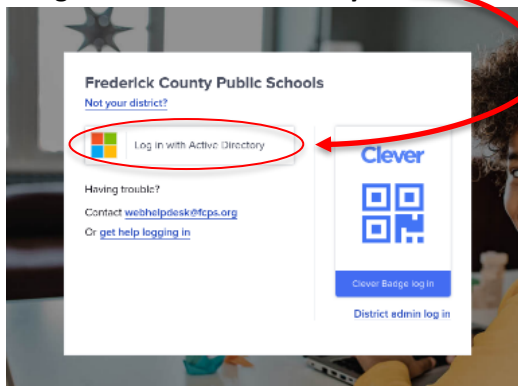 Frederick County Public Schools
Not your district?
Log in with Active Directory
Having trouble?
Contact webhelpdesk@fcps.org
Or get help logging in
Clever
Clever Badge log in
District admin log in